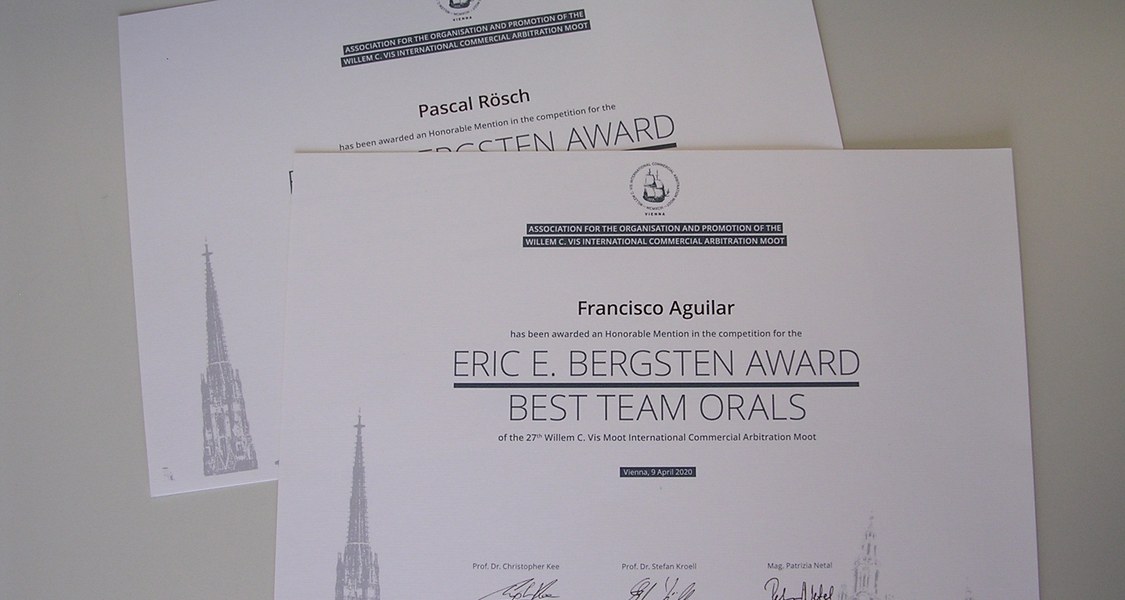 VIENNA
ASSOCIATION FOR THE ORGANISATION AND PROMOTION OF THE
WILLEM C. VIS INTERNATIONAL COMMERCIAL ARBITRATION MOOT
Pascal Rösch
has been awarded an Honorable Mention in the competition for the
BERGSTEN AWARD
VIENNA
ASSOCIATION FOR THE ORGANISATION AND PROMOTION OF THE
WILLEM C. VIS INTERNATIONAL COMMERCIAL ARBITRATION MOOT
Francisco Aguilar
has been awarded an Honorable Mention in the competition for the
ERIC E. BERGSTEN AWARD
BEST TEAM ORALS
of the 27th Willem C. Vis Moot International Commercial Arbitration Moot
Vienna, 9 April 2020
Prof. Dr. Christopher Kee Prof. Dr. Stefan Kroell Mag. Patrizia Netal